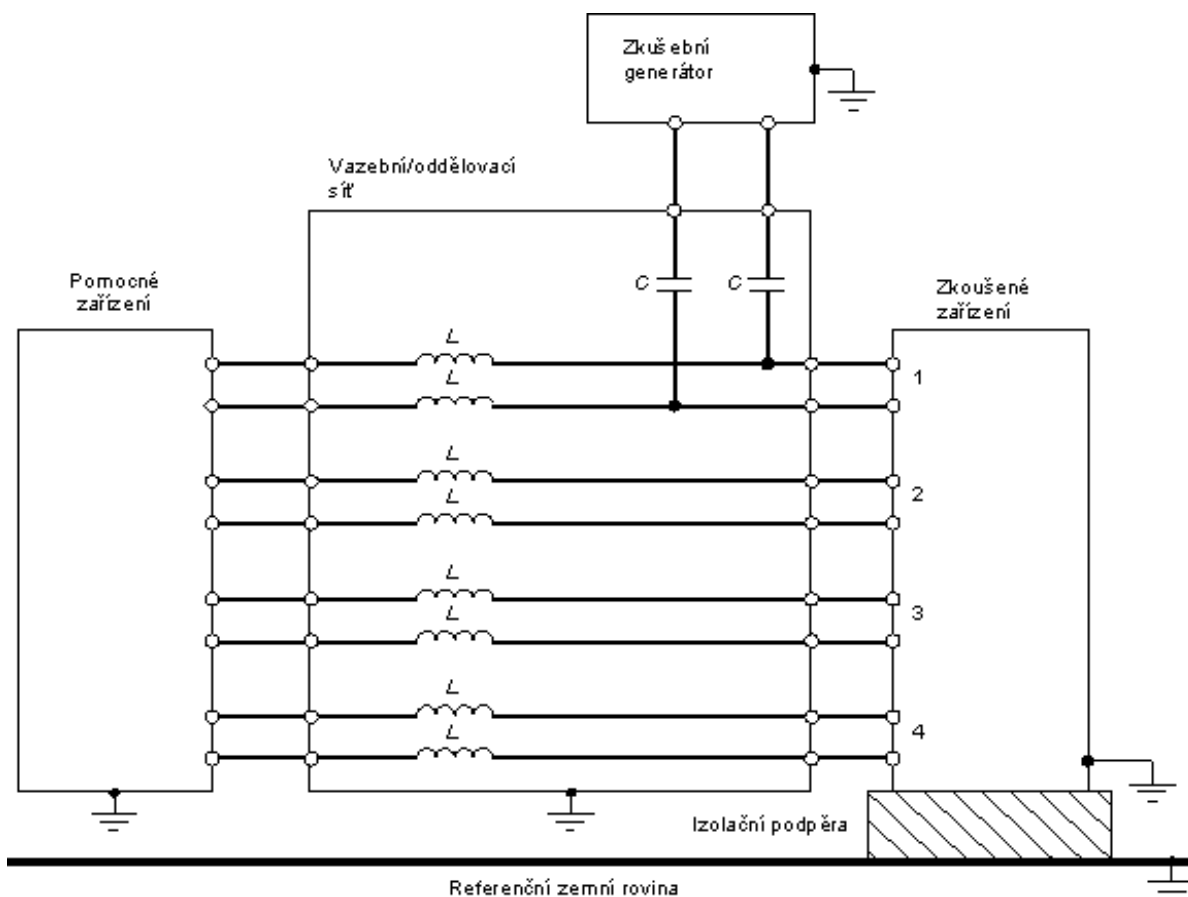 Zkušební
generátor
Vazební/oddělovací
síť
C
C
Pomocné
zařízení
Zkoušené
zařízení
L
1
L
L
2
L
L
3
L
L
4
L
Izolační podpěra
Referenční zemní rovina